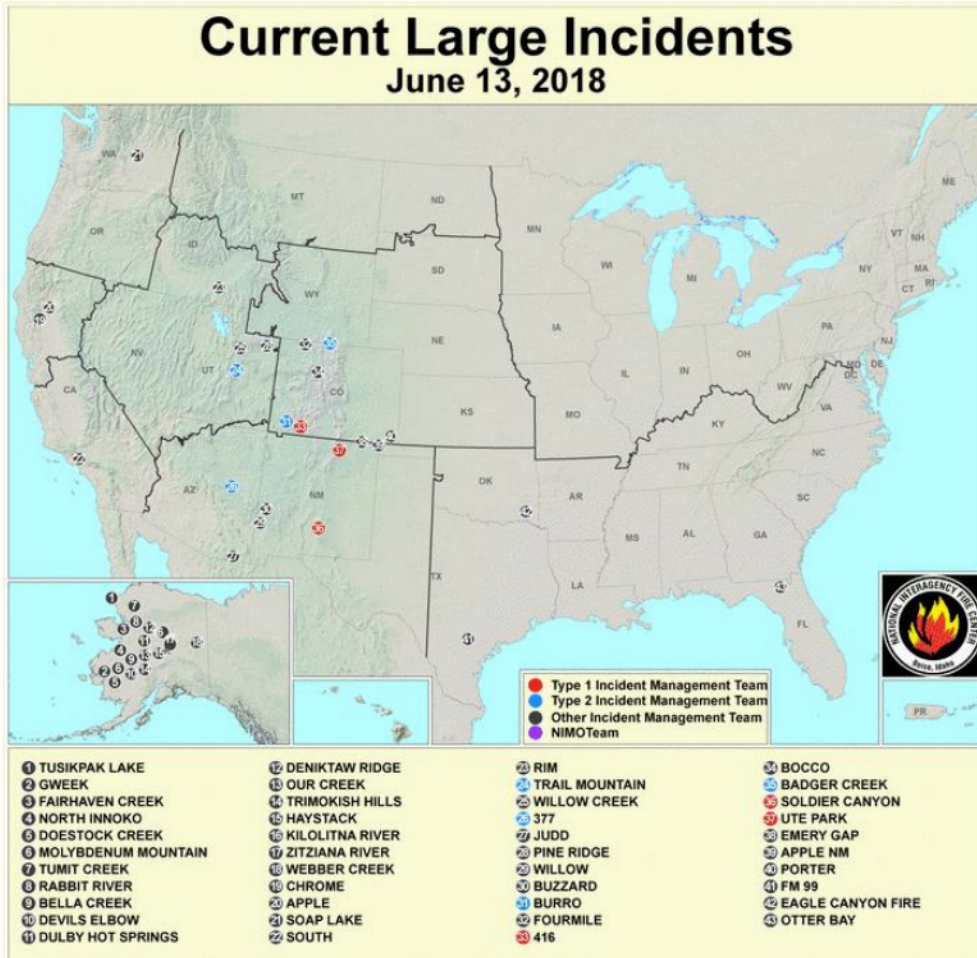 Current Large Incidents
June 13, 2018
WA
MT
ND
ME
OR
ID
MN
VT
NH
SD
WI
NY
MA
MI
CT
RI
WY
IA
PA
NE
NJ
NV
UT
OH
MD
DE
IL
IN
DC
CO
WV
CA
KS
MO
VA
KY
NC
TN
AZ
NM
OK
AR
SC
MS
AL
GA
TX
LA
FL
PR
NATIONAL INTERAGENCY FIRE CENTER
Boise, Idaho
Type 1 Incident Management Team
Type 2 Incident Management Team
Other Incident Management Team
NIMOTeam
1 TUSIKPAK LAKE
2 GWEEK
3 FAIRHAVEN CREEK
4 NORTH INNOKO
5 DOESTOCK CREEK
6 MOLYBDENUM MOUNTAIN
7 TUMIT CREEK
8 RABBIT RIVER
9 BELLA CREEK
10 DEVILS ELBOW
11 DULBY HOT SPRINGS
12 DENIKTAW RIDGE
13 OUR CREEK
14 TRIMOKISH HILLS
15 HAYSTACK
16 KILOLITNA RIVER
17 ZITZIANA RIVER
18 WEBBER CREEK
19 CHROME
20 APPLE
21 SOAP LAKE
22 SOUTH
23 RIM
24 TRAIL MOUNTAIN
25 WILLOW CREEK
26 377
27 JUDD
28 PINE RIDGE
29 WILLOW
30 BUZZARD
31 BURRO
32 FOURMILE
33 416
34 BOCCO
35 BADGER CREEK
36 SOLDIER CANYON
37 UTE PARK
38 EMERY GAP
39 APPLE NM
40 PORTER
41 FM 99
42 EAGLE CANYON FIRE
43 OTTER BAY